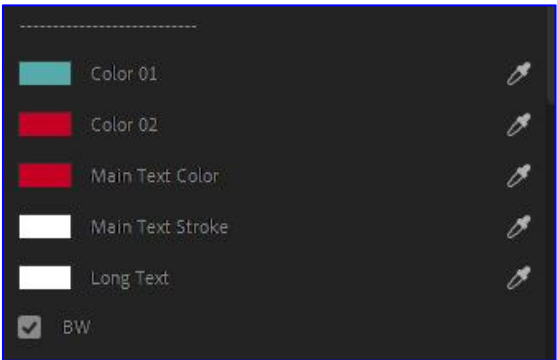 ---------------------------
Color 01
Color 02
Main Text Color
Main Text Stroke
Long Text
BW